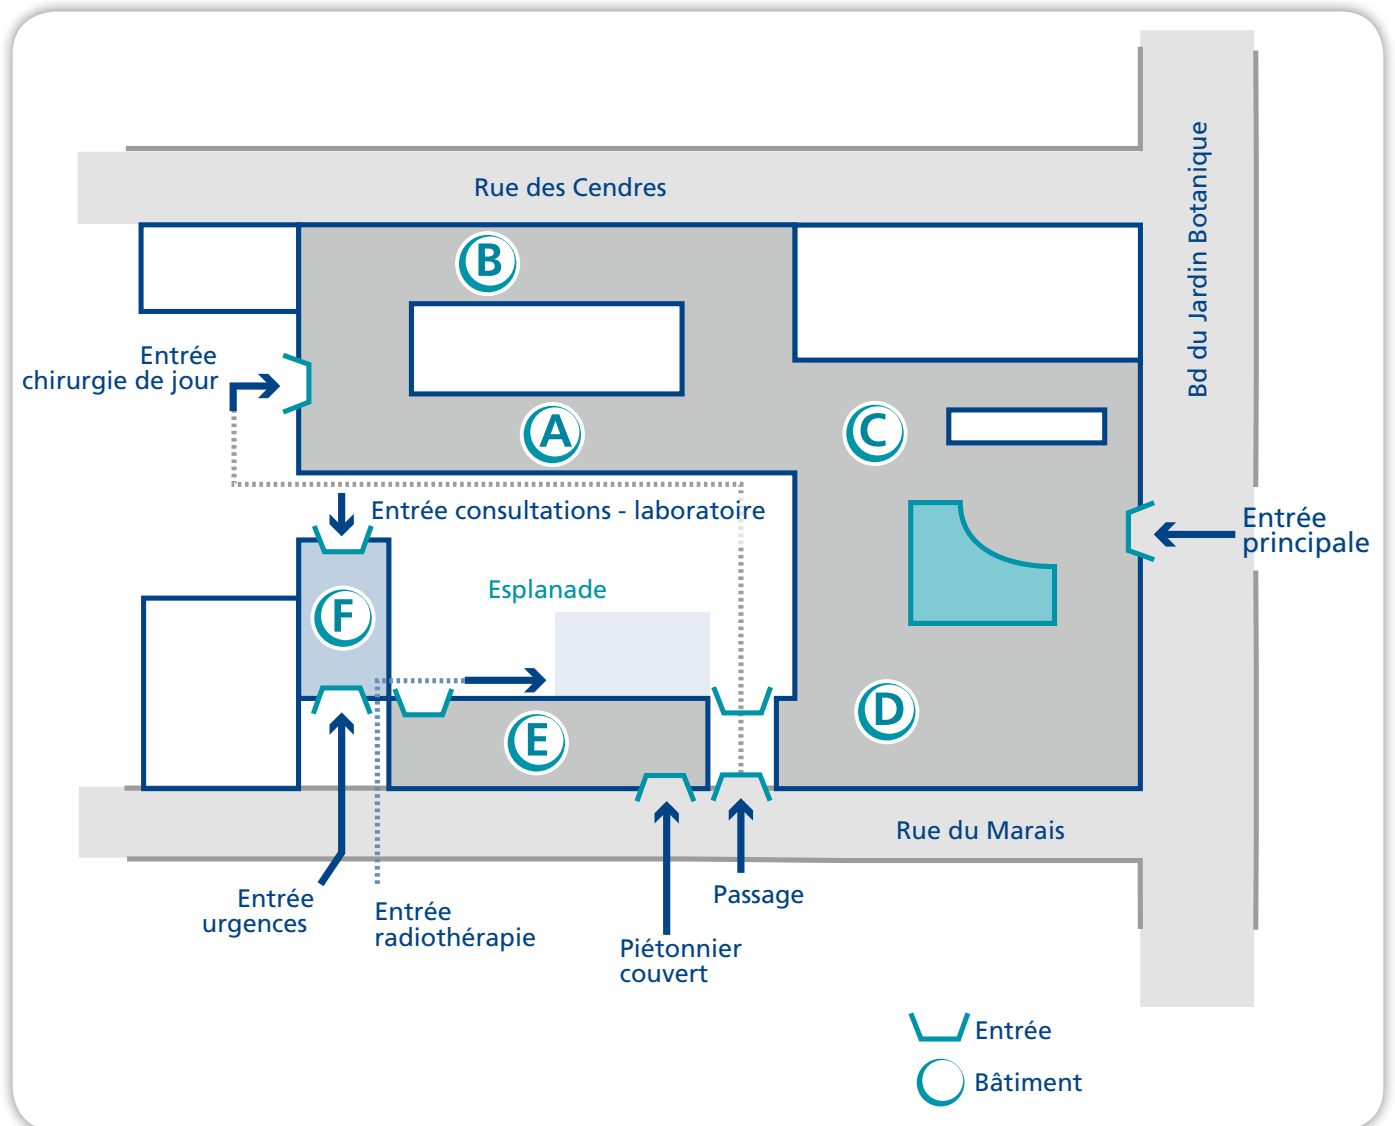 Rue des Cendres
Bd du Jardin Botanique
B
Entrée
chirurgie de jour
A
C
Entrée consultations - laboratoire
Entrée
principale
Esplanade
F
D
E
Rue du Marais
Entrée
urgences
Entrée
radiothérapie
Passage
Piétonnier
couvert
Entrée
Bâtiment